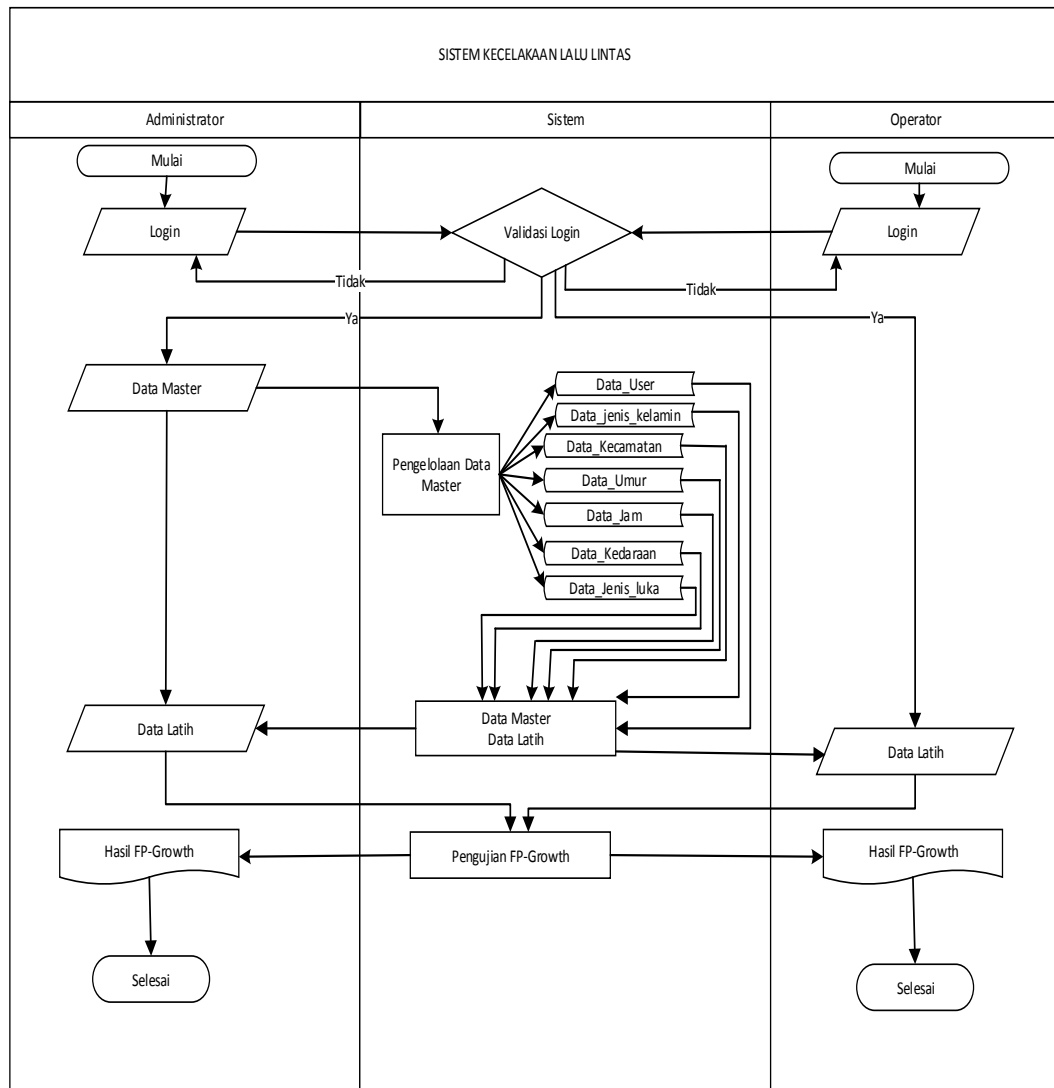 SISTEM KECELAKAAN LALU LINTAS
Administrator
Sistem
Operator
Mulai
Mulai
Login
Validasi Login
Login
Tidak
Tidak
Ya
Ya
Data Master
Data_User
Data_jenis_kelamin
Data_Kecamatan
Pengelolaan Data
Master
Data_Umur
Data_Jam
Data_Kedaraan
Data_Jenis_luka
Data Latih
Data Master
Data Latih
Data Latih
Hasil FP-Growth
Pengujian FP-Growth
Hasil FP-Growth
Selesai
Selesai